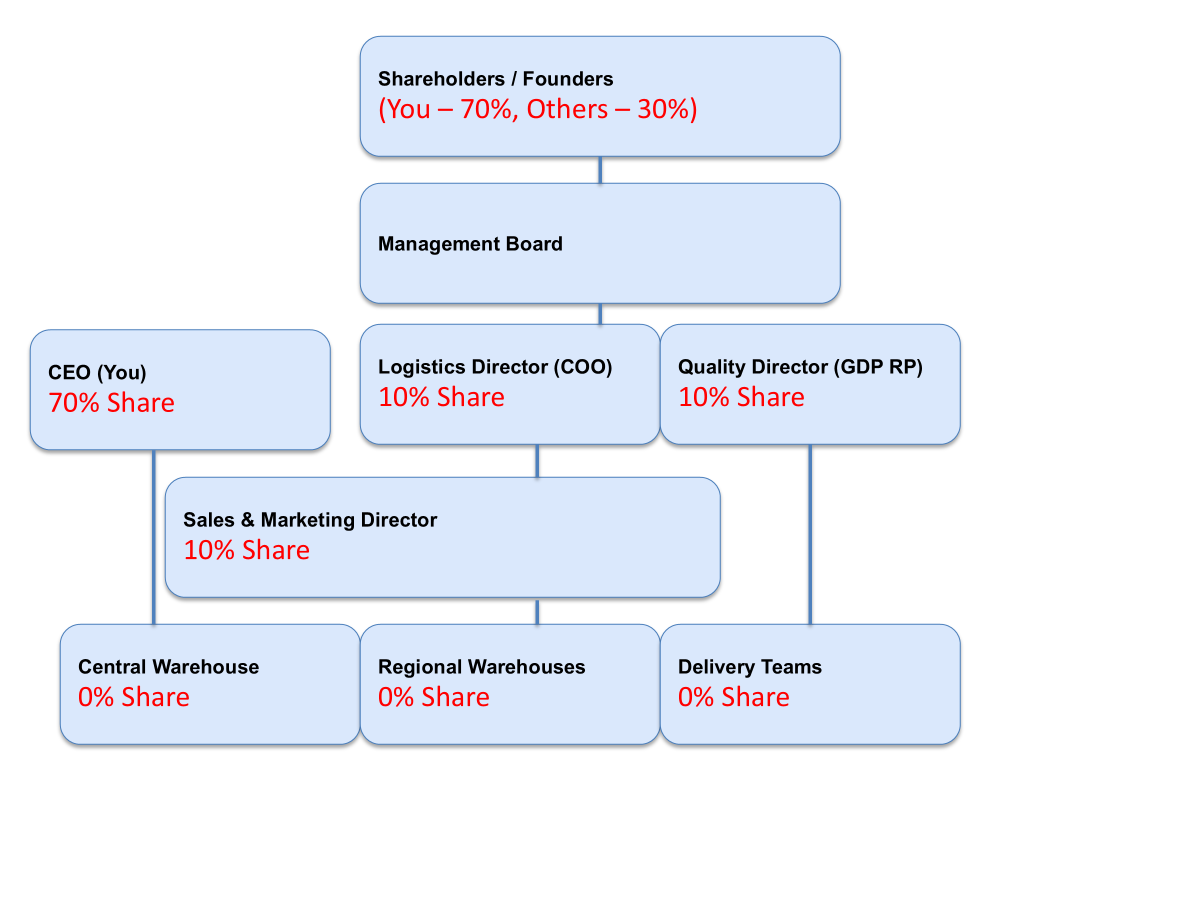 Shareholders / Founders
(You – 70%, Others – 30%)
Management Board
CEO (You)
70% Share
Logistics Director (COO)
10% Share
Quality Director (GDP RP)
10% Share
Sales & Marketing Director
10% Share
Central Warehouse
0% Share
Regional Warehouses
0% Share
Delivery Teams
0% Share